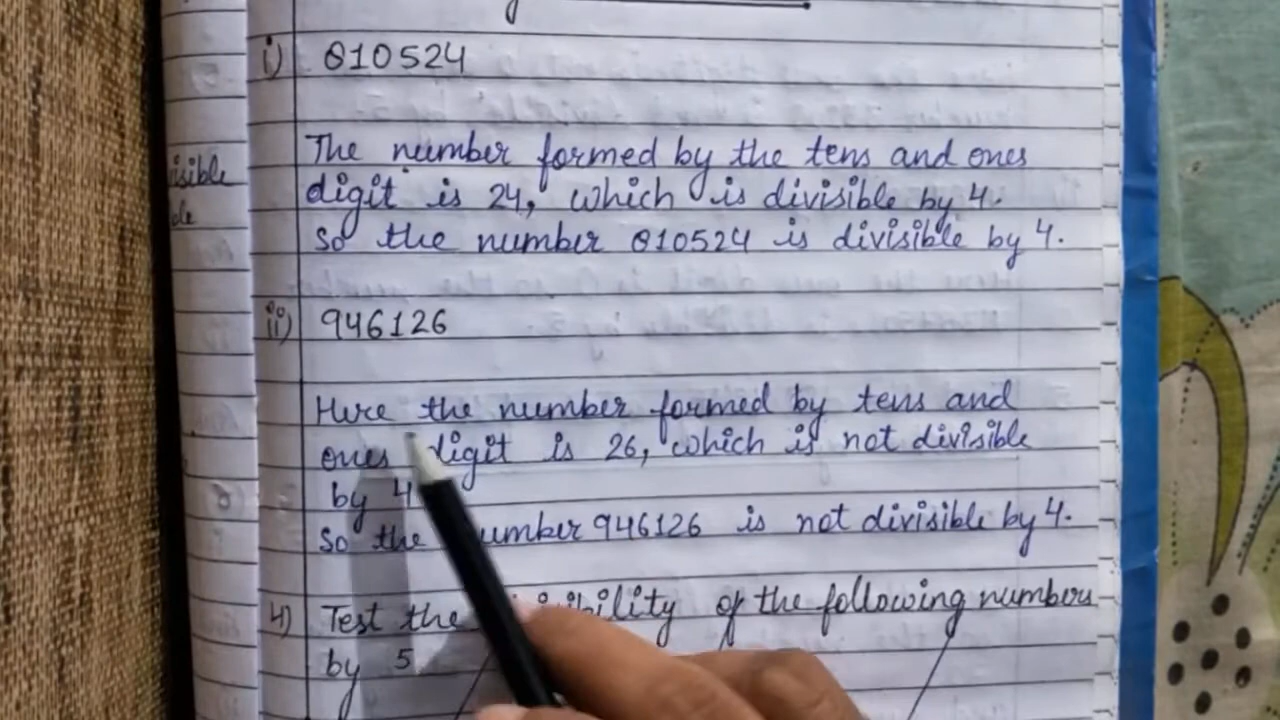 i) 810524
The number formed by the tens and ones
digit is 24, which is divisible by 4.
So the number 810524 is divisible by 4.
ii) 946126
Here the number formed by tens and
ones digit is 26, which is not divisible
by 4
So the number 946126 is not divisible by 4.
4) Test the divisibility of the following numbers
by 5
isible